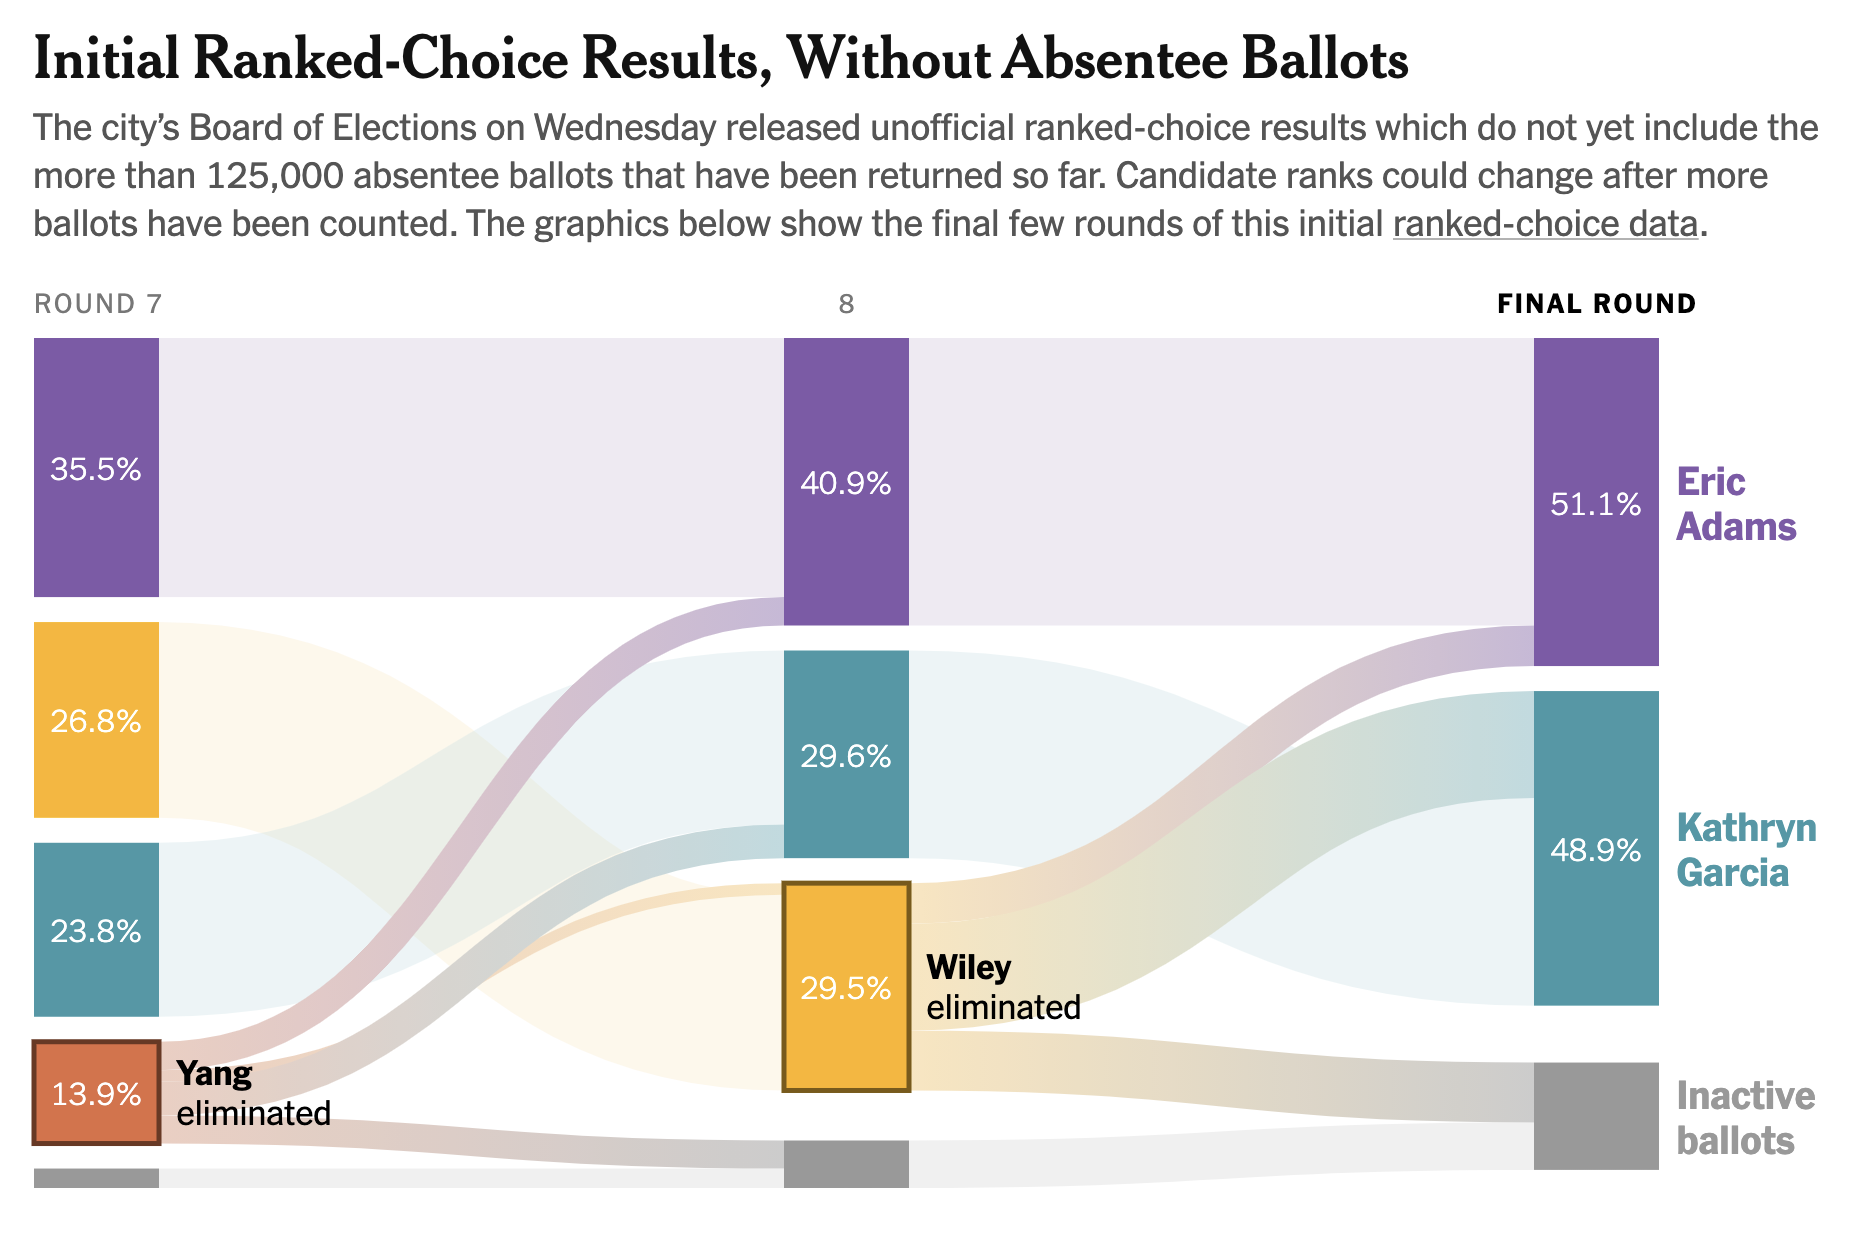 Initial Ranked-Choice Results, Without Absentee Ballots
The city’s Board of Elections on Wednesday released unofficial ranked-choice results which do not yet include the
more than 125,000 absentee ballots that have been returned so far. Candidate ranks could change after more
ballots have been counted. The graphics below show the final few rounds of this initial ranked-choice data.
ROUND 7
8
FINAL ROUND
35.5%
26.8%
23.8%
13.9%
Yang
eliminated
40.9%
29.6%
29.5%
Wiley
eliminated
51.1%
48.9%
Eric
Adams
Kathryn
Garcia
Inactive
ballots